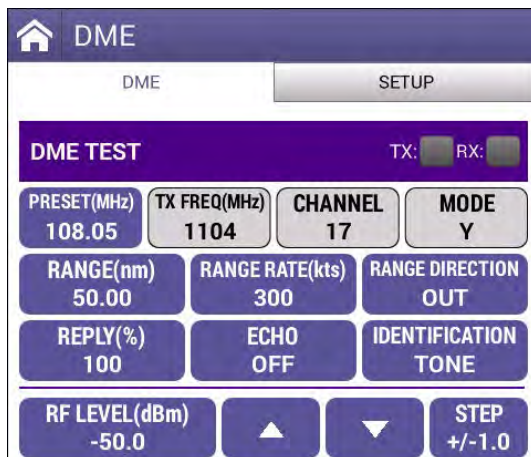 DME
DME SETUP
DME TEST TX: RX:
PRESET(MHz) TX FREQ(MHz) CHANNEL MODE
108.05 1104 17 Y
RANGE(nm) RANGE RATE(kts) RANGE DIRECTION
50.00 300 OUT
REPLY(%) ECHO IDENTIFICATION
100 OFF TONE
RF LEVEL(dBm) STEP
-50.0 +/-1.0